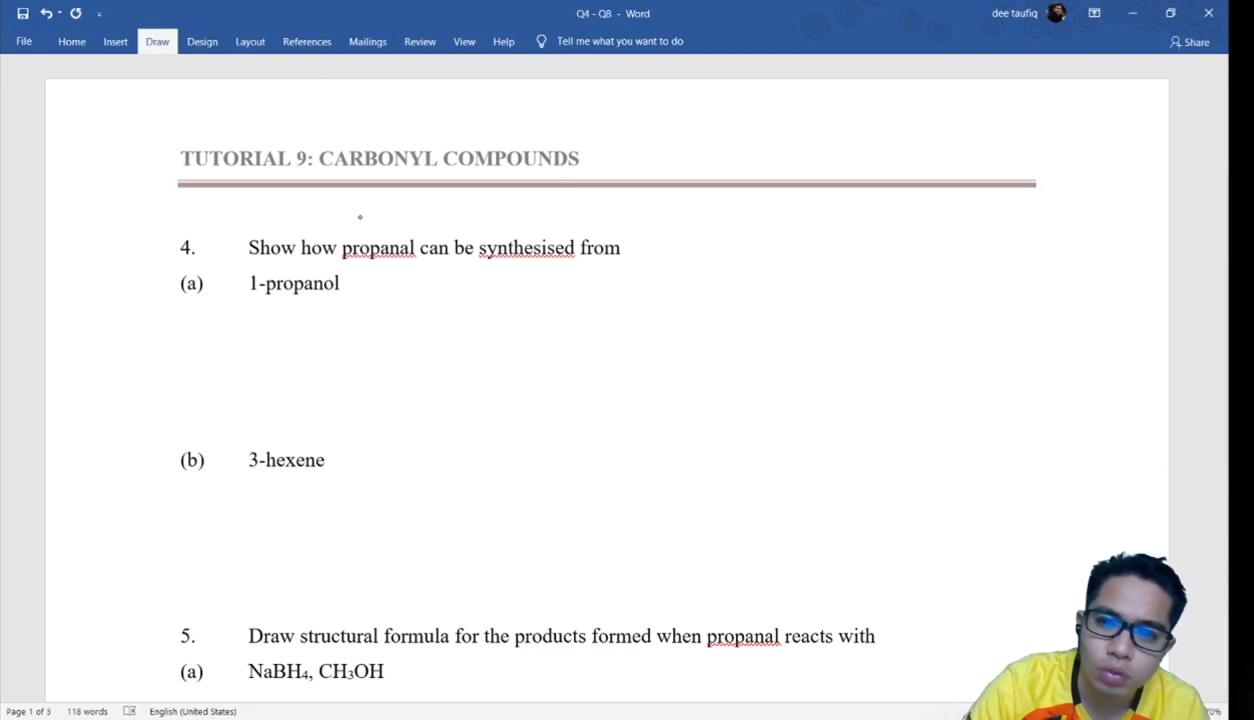 Q4 - Q8 - Word
dee taufiq
File Home Insert Draw Design Layout References Mailings Review View Help Tell me what you want to do Share
TUTORIAL 9: CARBONYL COMPOUNDS
4. Show how propanal can be synthesised from
(a) 1-propanol
(b) 3-hexene
5. Draw structural formula for the products formed when propanal reacts with
(a) NaBH₄, CH₃OH
Page 1 of 3 118 words English (United States)